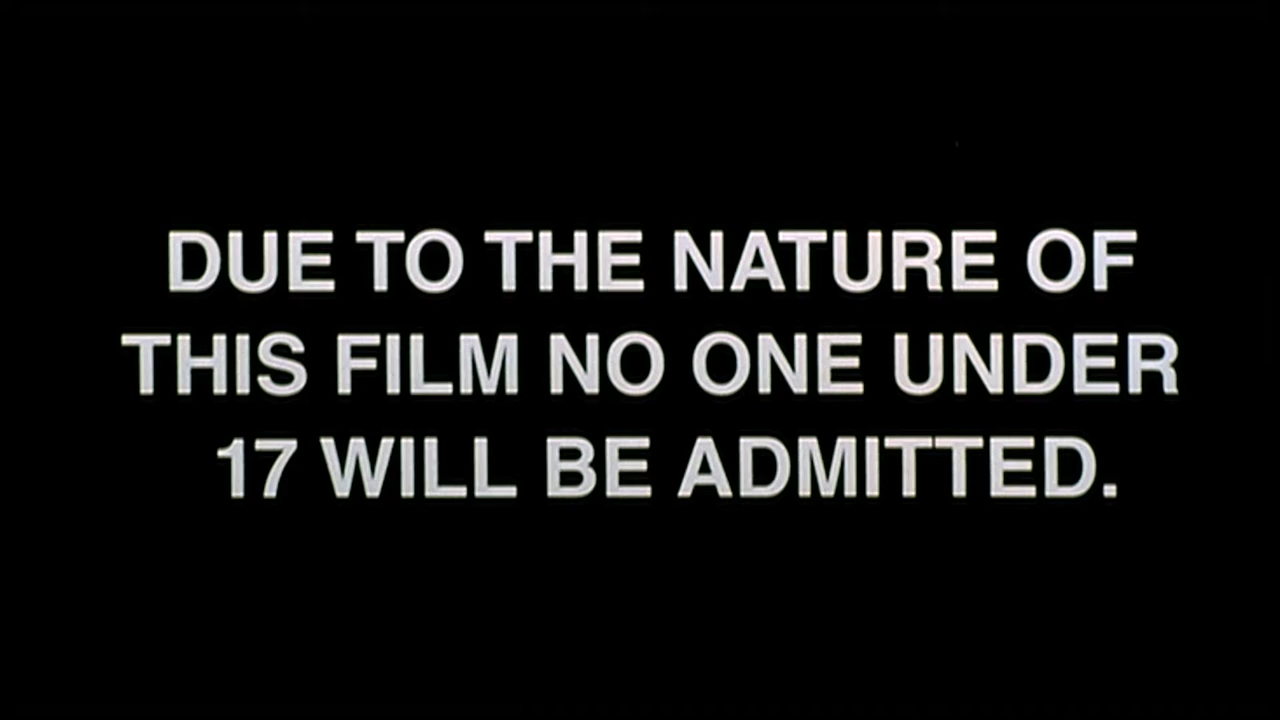 DUE TO THE NATURE OF
THIS FILM NO ONE UNDER
17 WILL BE ADMITTED.